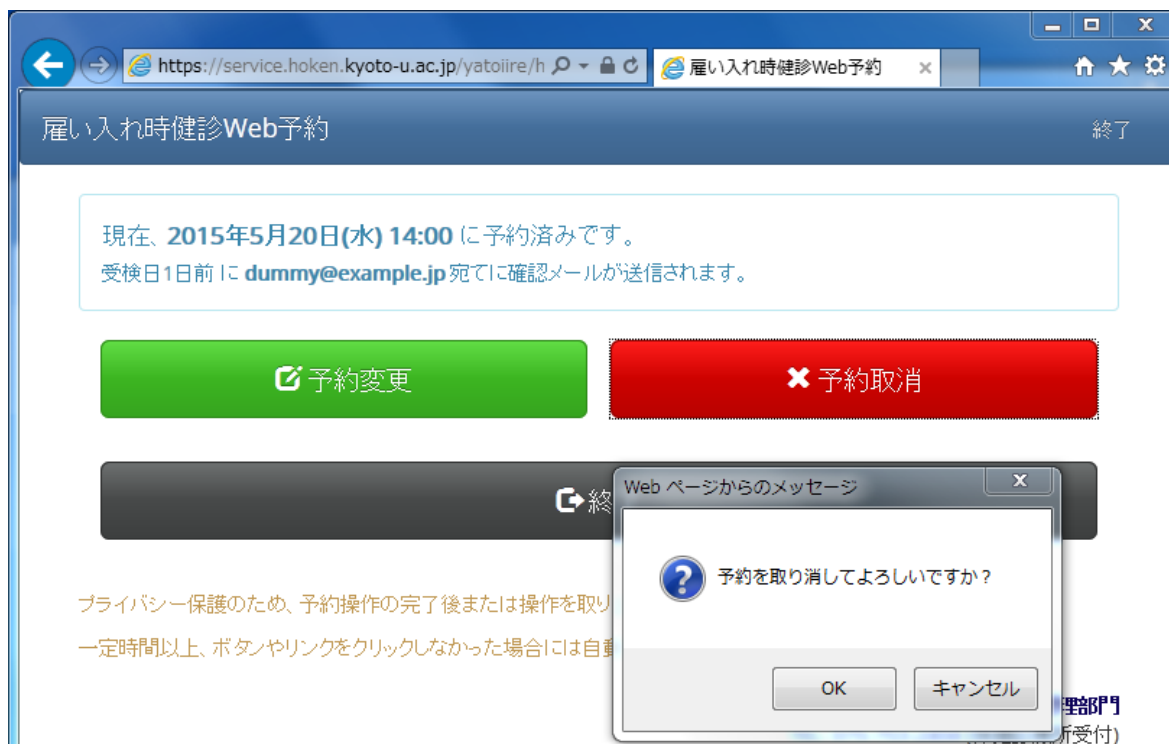 https://service.hoken.kyoto-u.ac.jp/yatoiire/h
雇い入れ時健診Web予約
雇い入れ時健診Web予約
終了
現在、2015年5月20日(水) 14:00 に予約済みです。
受検日1日前 に dummy@example.jp 宛てに確認メールが送信されます。
予約変更
予約取消
終
Web ページからのメッセージ
予約を取り消してよろしいですか？
OK
キャンセル
プライバシー保護のため、予約操作の完了後または操作を取り
一定時間以上、ボタンやリンクをクリックしなかった場合には自動
理部門
所受付)